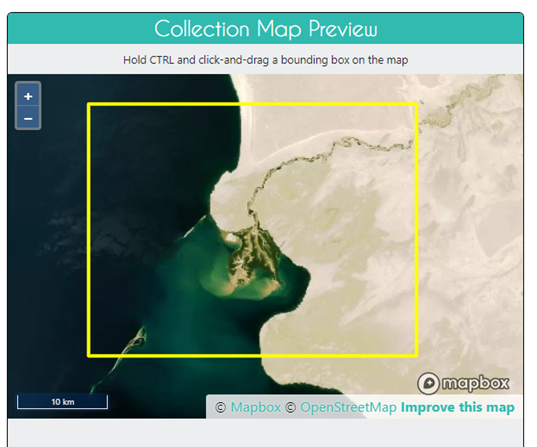 Collection Map Preview
Hold CTRL and click-and-drag a bounding box on the map
+
−
10 km
mapbox
© Mapbox © OpenStreetMap Improve this map